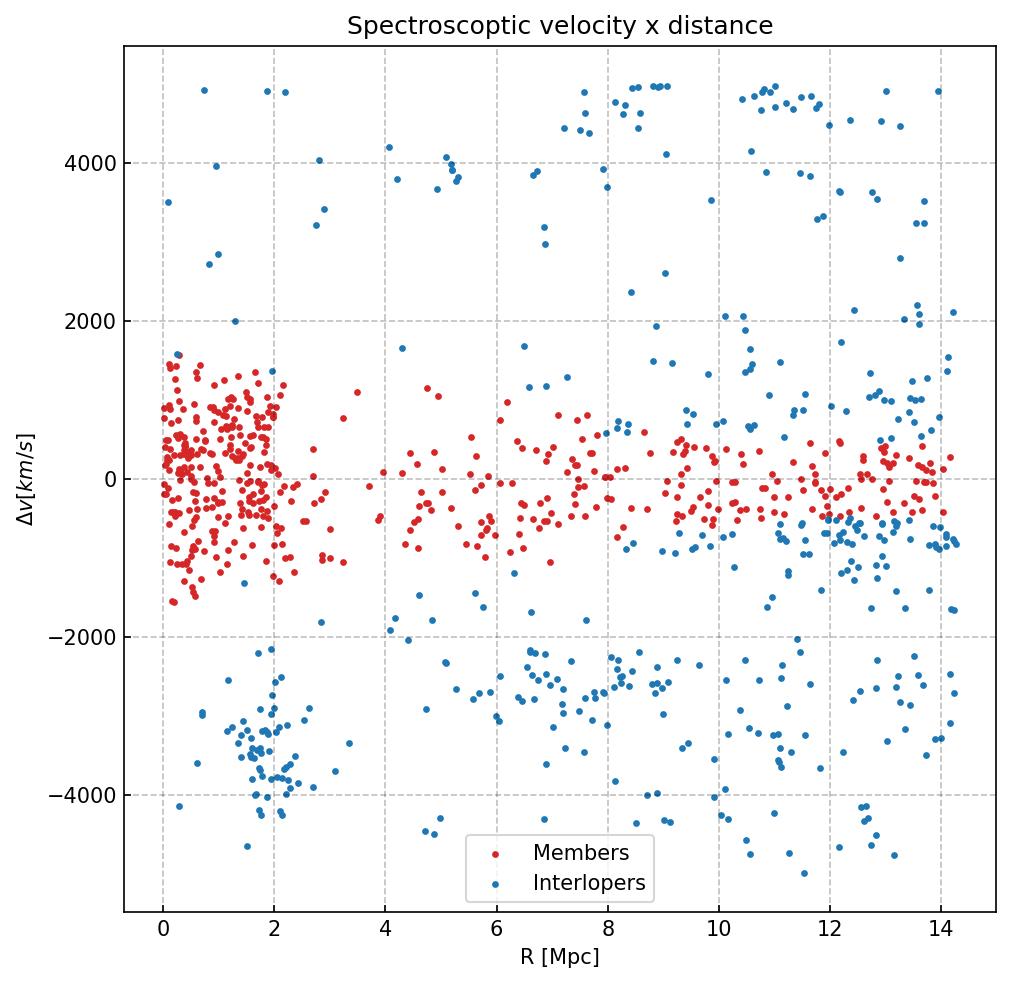 Spectroscoptic velocity x distance
Δv[km/s]
4000
2000
0
−2000
−4000
Members
Interlopers
0 2 4 6 8 10 12 14
R [Mpc]